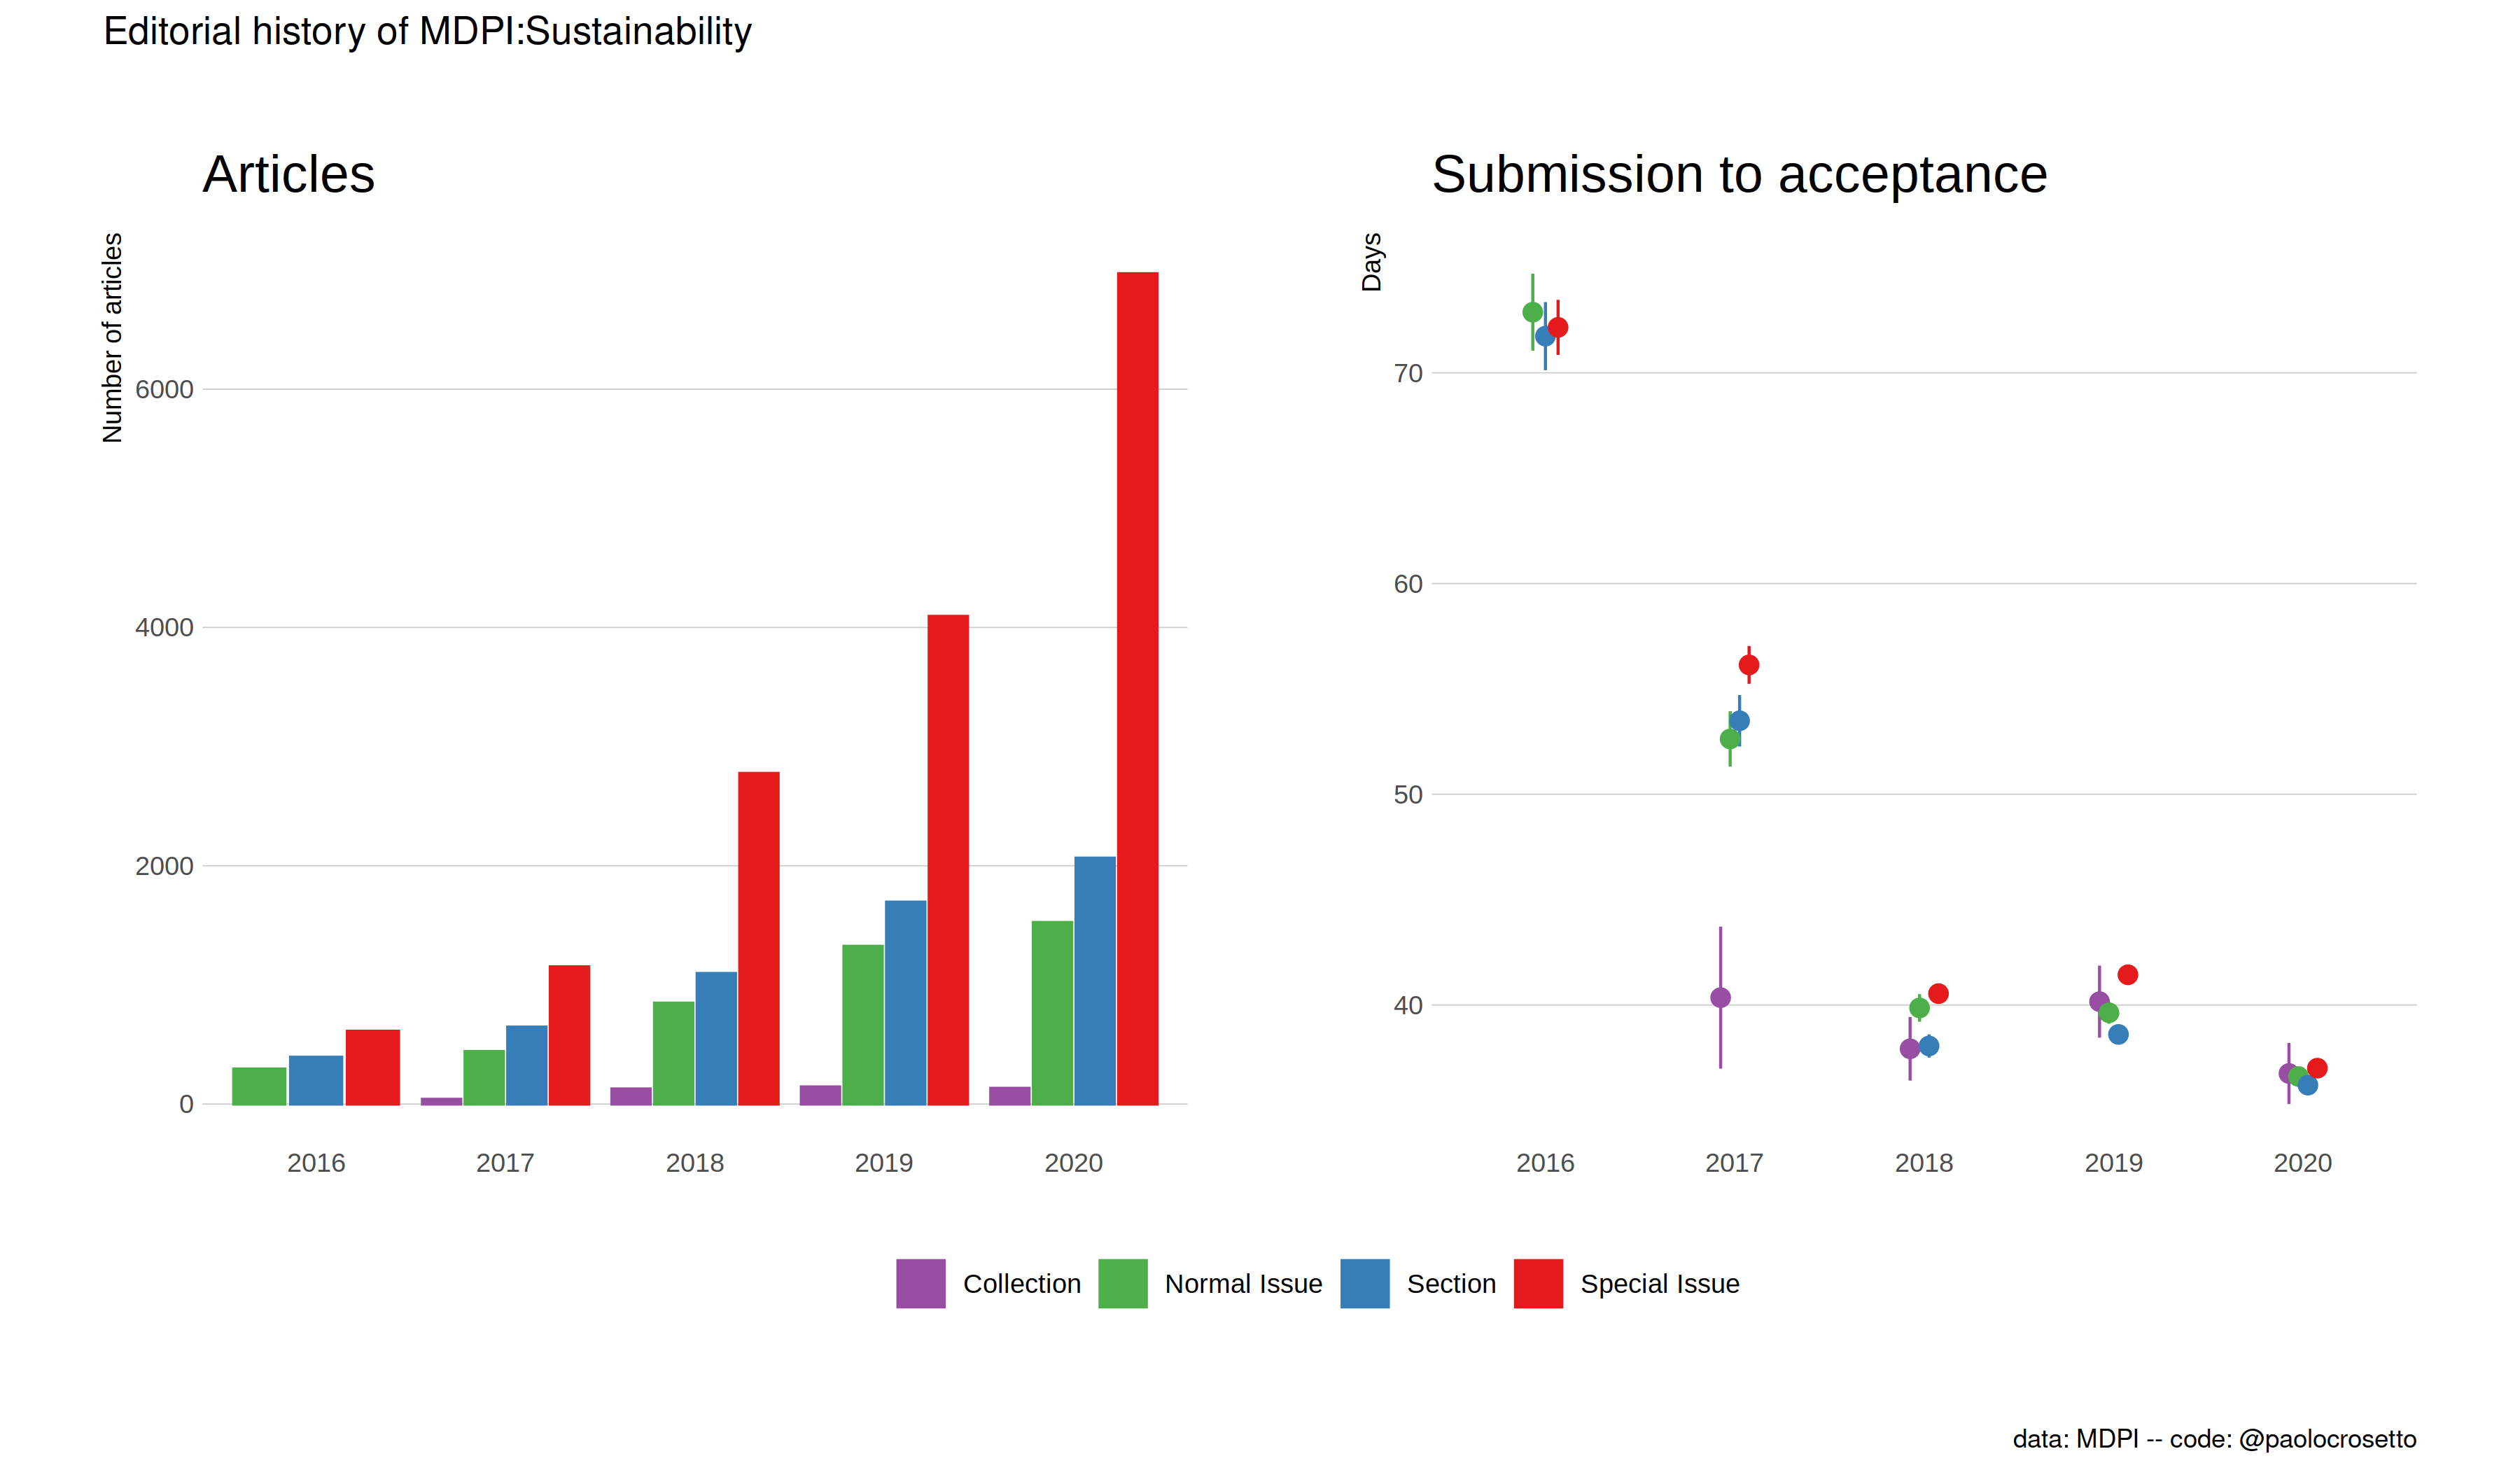 Editorial history of MDPI:Sustainability
Articles
Number of articles
6000
4000
2000
0
2016 2017 2018 2019 2020
Submission to acceptance
Days
70
60
50
40
2016 2017 2018 2019 2020
Collection Normal Issue Section Special Issue
data: MDPI -- code: @paolocrosetto